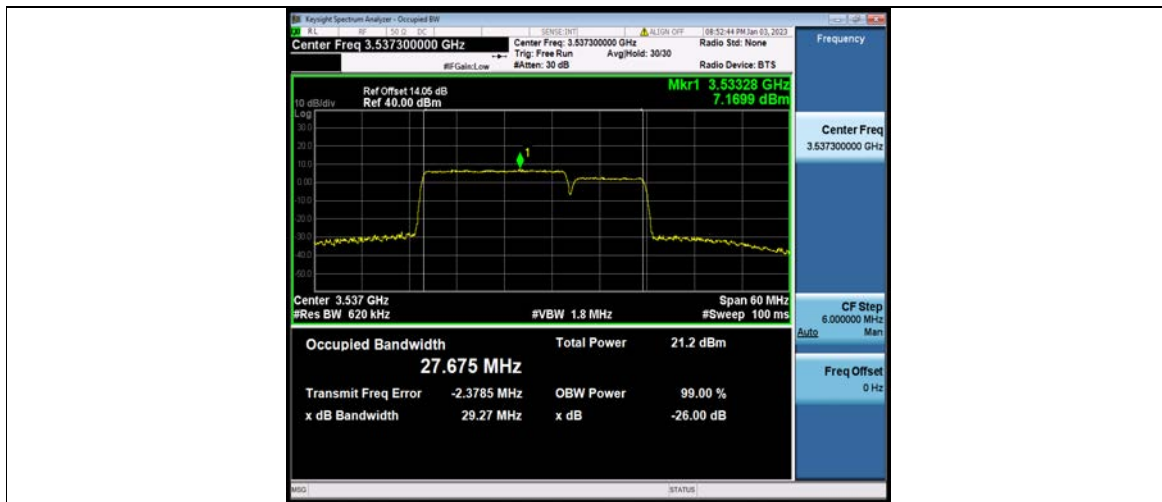 Keysight Spectrum Analyzer - Occupied BW
RL RF 50 Ω DC SENSE:INT ALIGN OFF 08:52:44 PM Jan 03, 2023
Center Freq 3.537300000 GHz
Center Freq: 3.537300000 GHz Radio Std: None
Trig: Free Run Avg|Hold: 30/30
#IFGain:Low #Atten: 30 dB Radio Device: BTS
Mkr1 3.53328 GHz
7.1699 dBm
Ref Offset 14.05 dB
10 dB/div Ref 40.00 dBm
Log
30.0
20.0
10.0
0.00
-10.0
-20.0
-30.0
-40.0
-50.0
1
Center 3.537 GHz Span 60 MHz
#Res BW 620 kHz #VBW 1.8 MHz #Sweep 100 ms
Occupied Bandwidth Total Power 21.2 dBm
27.675 MHz
Transmit Freq Error -2.3785 MHz OBW Power 99.00 %
x dB Bandwidth 29.27 MHz x dB -26.00 dB
MSG STATUS
Frequency
Center Freq
3.537300000 GHz
CF Step
6.000000 MHz
Auto Man
Freq Offset
0 Hz